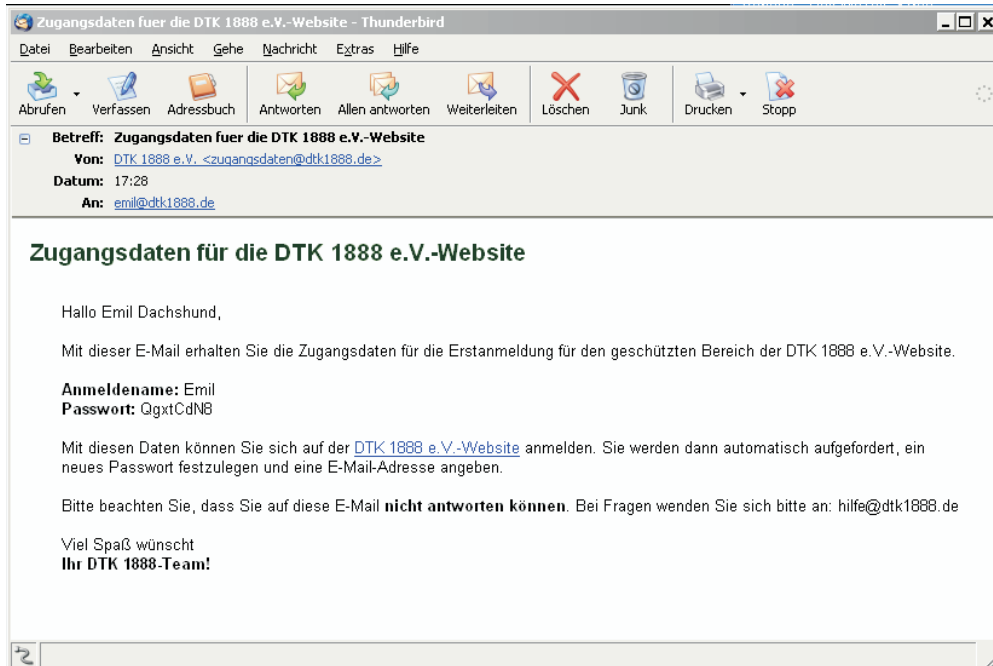 Zugangsdaten fuer die DTK 1888 e.V.-Website - Thunderbird
Datei Bearbeiten Ansicht Gehe Nachricht Extras Hilfe
Abrufen Verfassen Adressbuch Antworten Allen antworten Weiterleiten Löschen Junk Drucken Stopp
Betreff: Zugangsdaten fuer die DTK 1888 e.V.-Website
Von: DTK 1888 e.V. <zugangsdaten@dtk1888.de>
Datum: 17:28
An: emil@dtk1888.de
Zugangsdaten für die DTK 1888 e.V.-Website
Hallo Emil Dachshund,
Mit dieser E-Mail erhalten Sie die Zugangsdaten für die Erstanmeldung für den geschützten Bereich der DTK 1888 e.V.-Website.
Anmeldename: Emil
Passwort: QgxtCdN8
Mit diesen Daten können Sie sich auf der DTK 1888 e.V.-Website anmelden. Sie werden dann automatisch aufgefordert, ein
neues Passwort festzulegen und eine E-Mail-Adresse angeben.
Bitte beachten Sie, dass Sie auf diese E-Mail nicht antworten können. Bei Fragen wenden Sie sich bitte an: hilfe@dtk1888.de
Viel Spaß wünscht
Ihr DTK 1888-Team!